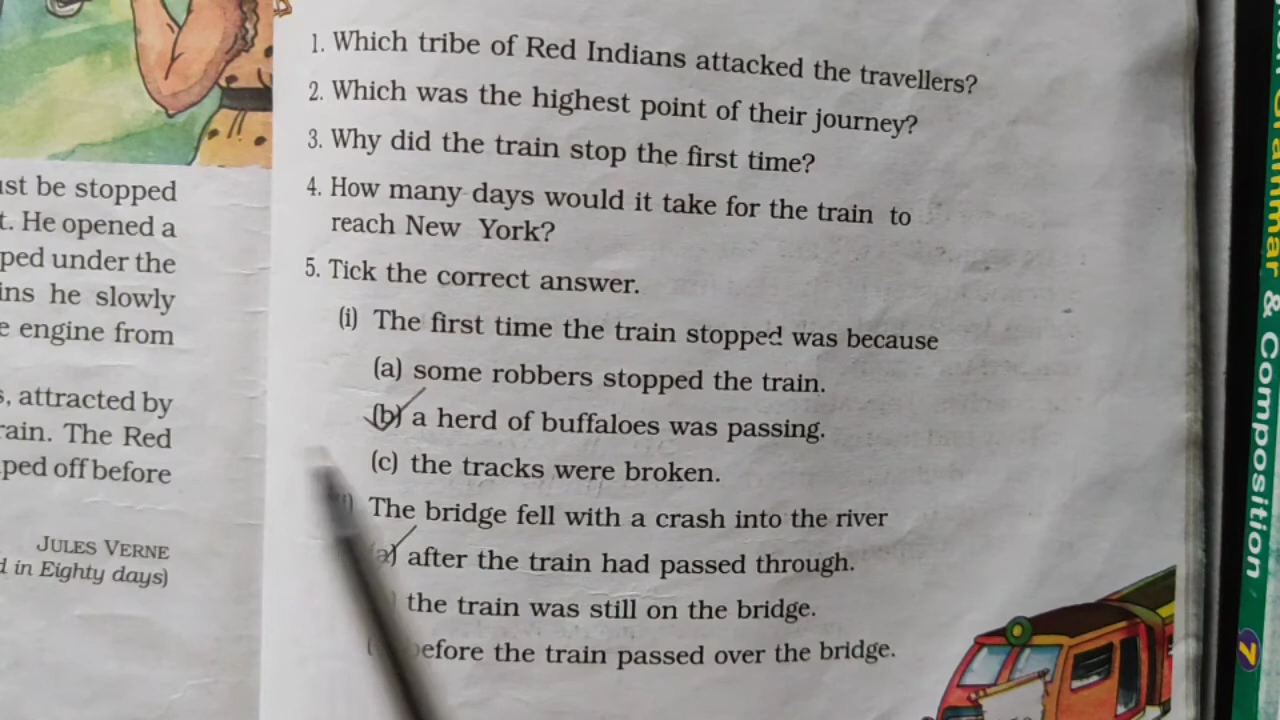 ust be stopped
t. He opened a
ped under the
ins he slowly
e engine from
s, attracted by
rain. The Red
ped off before
JULES VERNE
d in Eighty days)
1. Which tribe of Red Indians attacked the travellers?
2. Which was the highest point of their journey?
3. Why did the train stop the first time?
4. How many days would it take for the train to
reach New York?
5. Tick the correct answer.
(i) The first time the train stopped was because
(a) some robbers stopped the train.
(b) a herd of buffaloes was passing.
(c) the tracks were broken.
The bridge fell with a crash into the river
(a) after the train had passed through.
the train was still on the bridge.
efore the train passed over the bridge.
Grammar & Composition 7